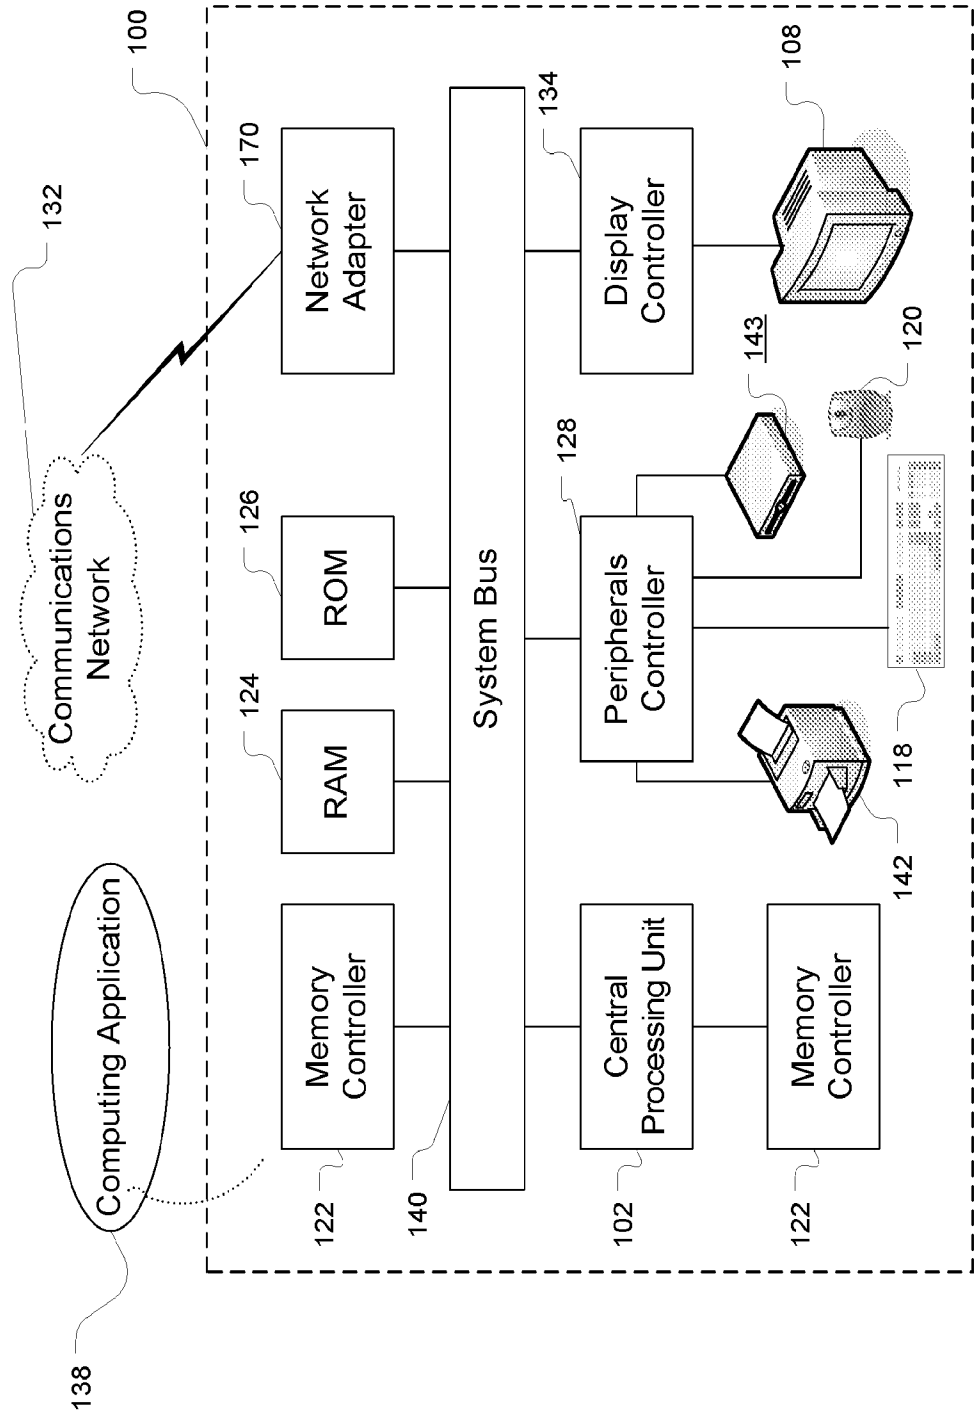 138
Computing Application
Communications
Network
132
100
122
Memory
Controller
124
RAM
126
ROM
170
Network
Adapter
140
System Bus
102
Central
Processing Unit
128
Peripherals
Controller
134
Display
Controller
122
Memory
Controller
142
118
143
120
108